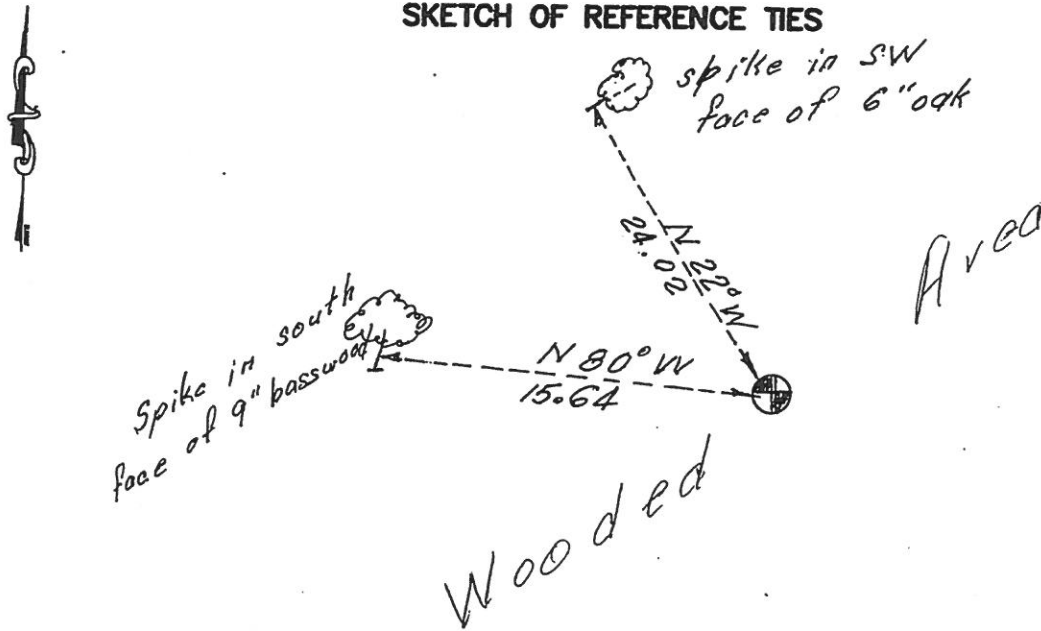 SKETCH OF REFERENCE TIES
spike in SW
face of 6" oak
N 22° W
24.02
Area
Spike in south
face of 9" basswood
N 80° W
15.64
Wooded